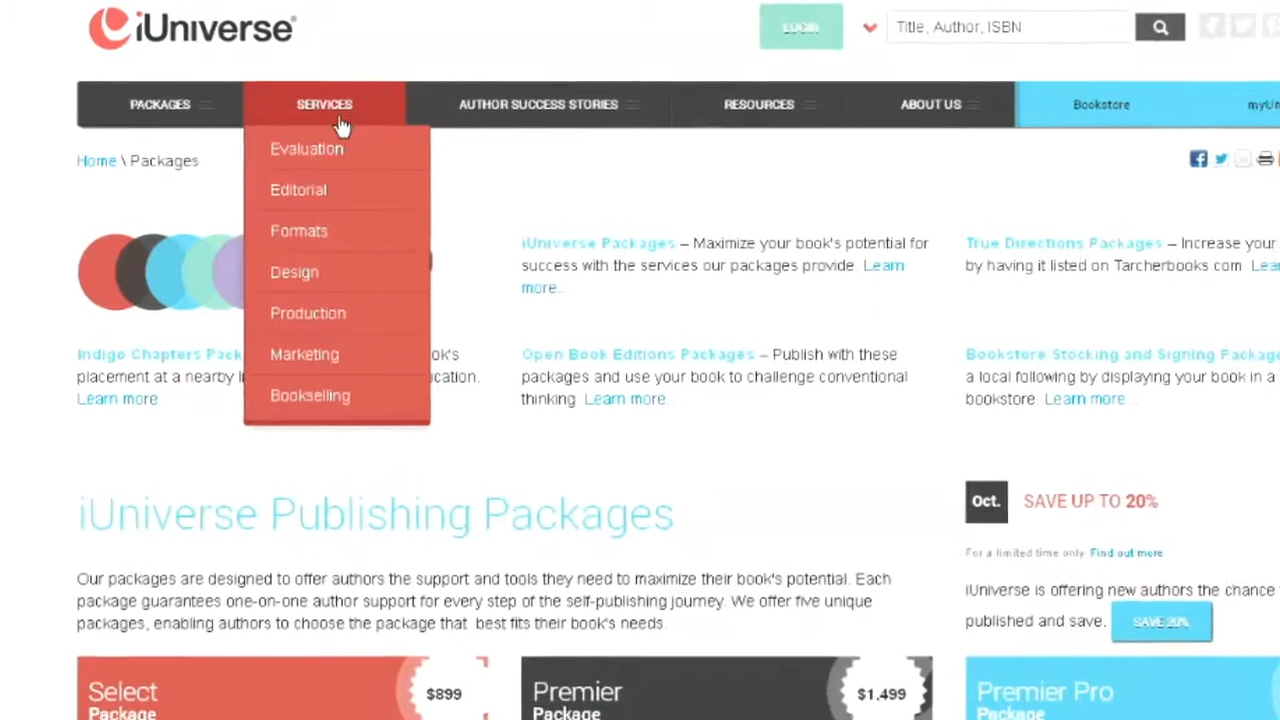 iUniverse®
LOGIN
Title, Author, ISBN
PACKAGES
SERVICES
AUTHOR SUCCESS STORIES
RESOURCES
ABOUT US
Bookstore
Home \ Packages
Evaluation
Editorial
Formats
Design
Production
Marketing
Bookselling
iUniverse Packages – Maximize your book's potential for
success with the services our packages provide. Learn
more...
True Directions Packages – Increase your
by having it listed on Tarcherbooks.com.
Indigo Chapters
placement at a nearby
Learn more
Open Book Editions Packages – Publish with these
packages and use your book to challenge conventional
thinking. Learn more...
Bookstore Stocking and Signing
a local following by displaying your book in a
bookstore. Learn more...
iUniverse Publishing Packages
Our packages are designed to offer authors the support and tools they need to maximize their book's potential. Each
package guarantees one-on-one author support for every step of the self-publishing journey. We offer five unique
packages, enabling authors to choose the package that best fits their book's needs.
Oct.
SAVE UP TO 20%
For a limited time only. Find out more
iUniverse is offering new authors the chance
published and save.
SAVE 20%
Select
Package
$899
Premier
Package
$1,499
Premier Pro
Package